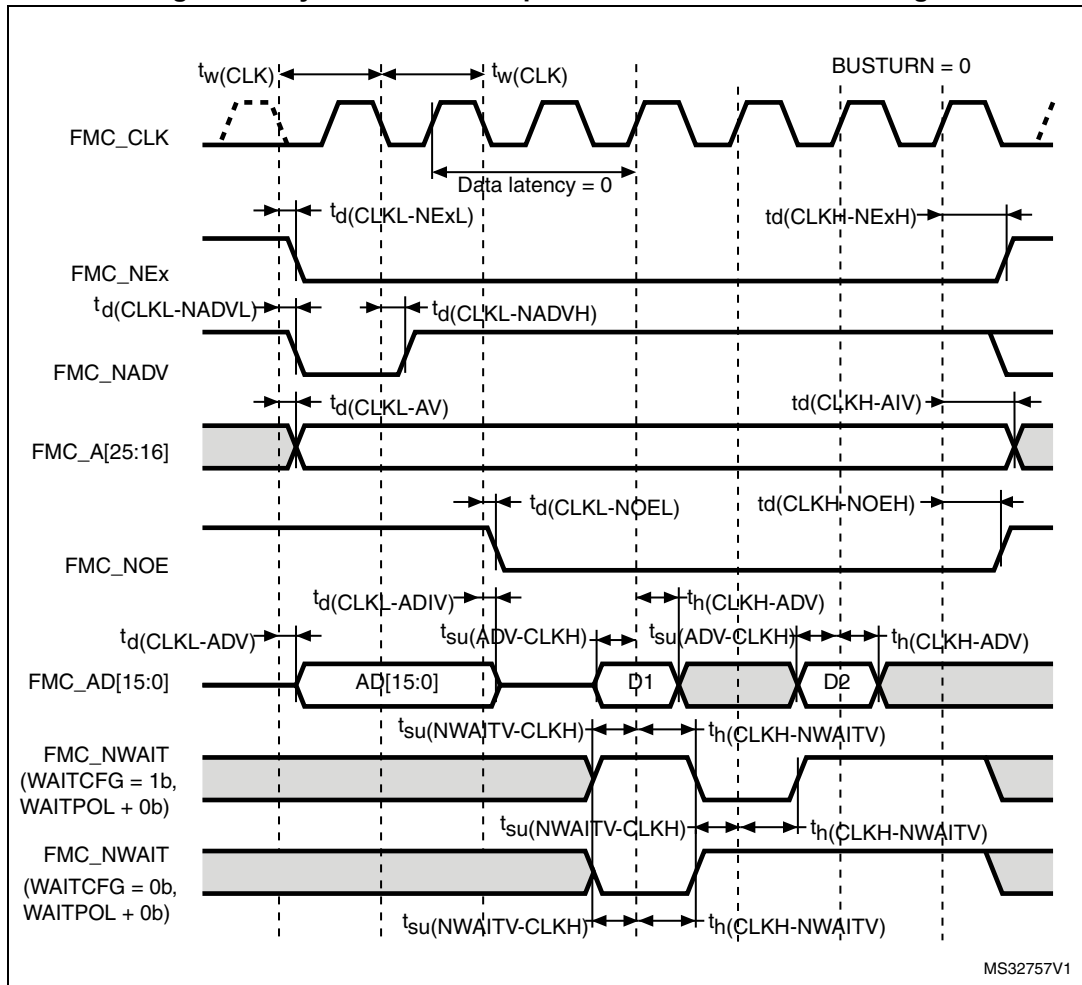 BUSTURN = 0
tw(CLK)
tw(CLK)
FMC_CLK
Data latency = 0
td(CLKL-NExL)
td(CLKH-NExH)
FMC_NEx
td(CLKL-NADVL)
td(CLKL-NADVH)
FMC_NADV
td(CLKL-AV)
td(CLKH-AIV)
FMC_A[25:16]
td(CLKL-NOEL)
td(CLKH-NOEH)
FMC_NOE
td(CLKL-ADIV)
th(CLKH-ADV)
td(CLKL-ADV)
tsu(ADV-CLKH)
tsu(ADV-CLKH)
th(CLKH-ADV)
FMC_AD[15:0]
AD[15:0]
D1
D2
tsu(NWAITV-CLKH)
th(CLKH-NWAITV)
FMC_NWAIT
(WAITCFG = 1b,
WAITPOL + 0b)
tsu(NWAITV-CLKH)
th(CLKH-NWAITV)
FMC_NWAIT
(WAITCFG = 0b,
WAITPOL + 0b)
tsu(NWAITV-CLKH)
th(CLKH-NWAITV)
MS32757V1